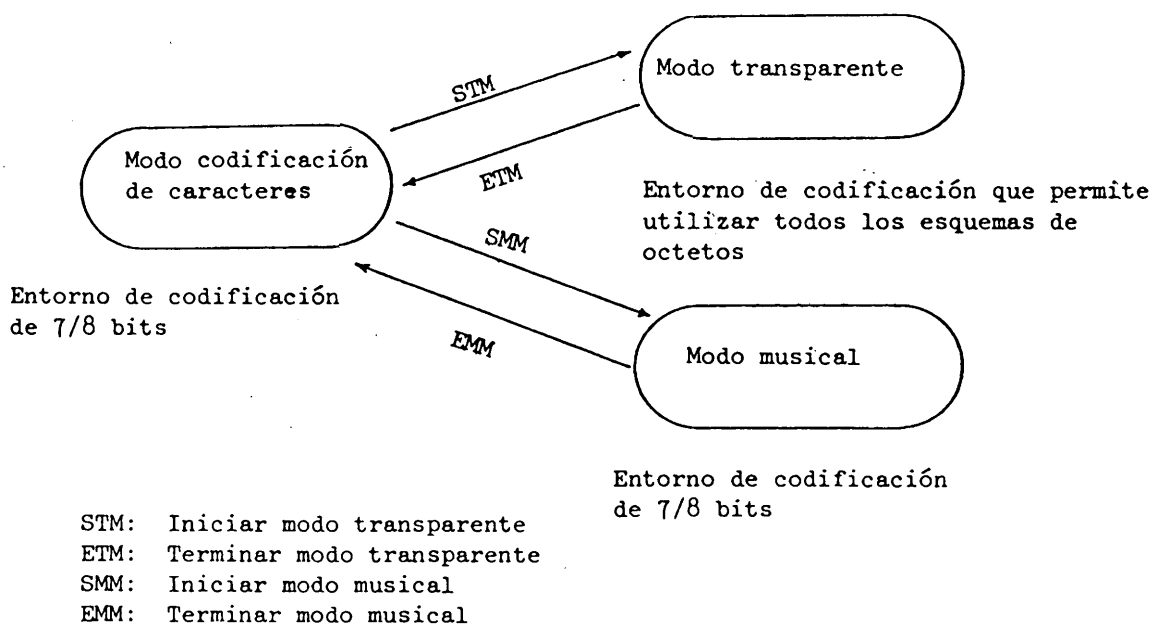 Modo transparente
STM
Modo codificación
de caracteres
ETM
Entorno de codificación que permite
utilizar todos los esquemas de
octetos
SMM
Entorno de codificación
de 7/8 bits
EMM
Modo musical
Entorno de codificación
de 7/8 bits
STM: Iniciar modo transparente
ETM: Terminar modo transparente
SMM: Iniciar modo musical
EMM: Terminar modo musical